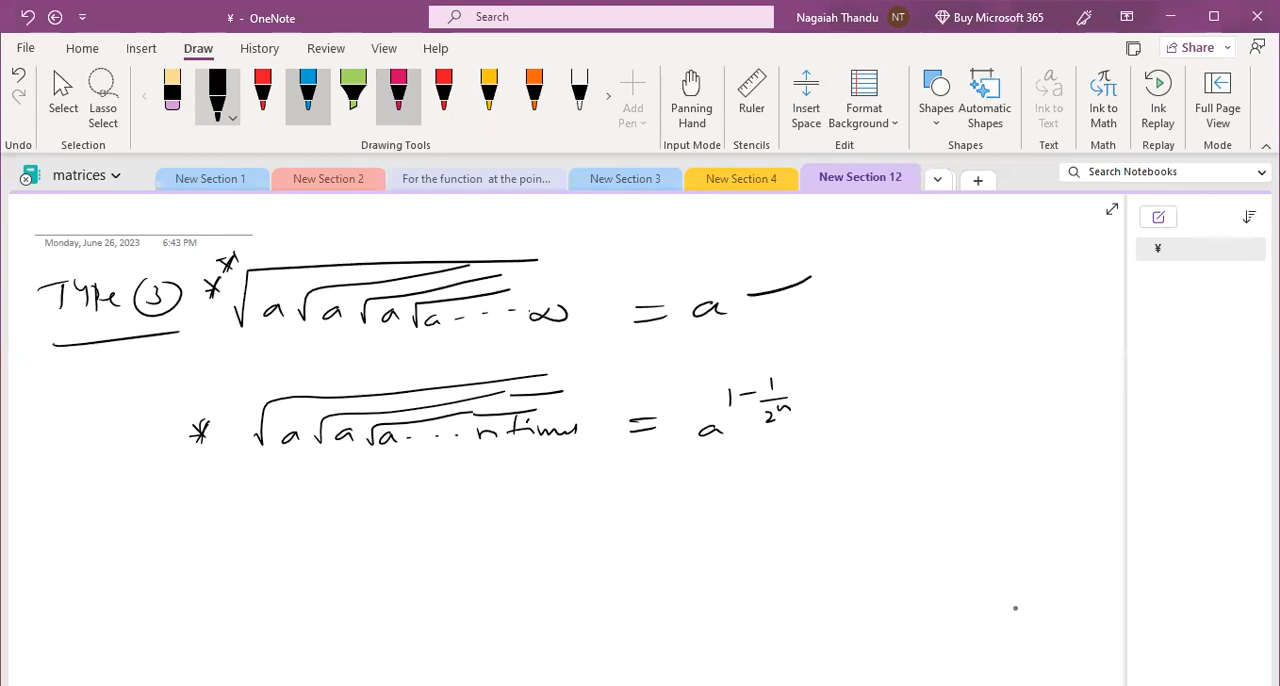 ¥ - OneNote
Search
Nagaiah Thandu NT
Buy Microsoft 365
File Home Insert Draw History Review View Help
Share
Undo
Select
Lasso Select
Selection
Add Pen
Drawing Tools
Panning Hand
Input Mode
Ruler
Stencils
Insert Space
Format Background
Edit
Shapes
Automatic Shapes
Shapes
Ink to Text
Text
Ink to Math
Math
Ink Replay
Replay
Full Page View
Mode
matrices
New Section 1 New Section 2 For the function at the poin... New Section 3 New Section 4 New Section 12 +
Search Notebooks
Monday, June 26, 2023 6:43 PM
¥
Type (3) ** √a√a√a√a - - - · ∞ = a
* √a√a√a · · · n times = a^(1 - 1/2^n)